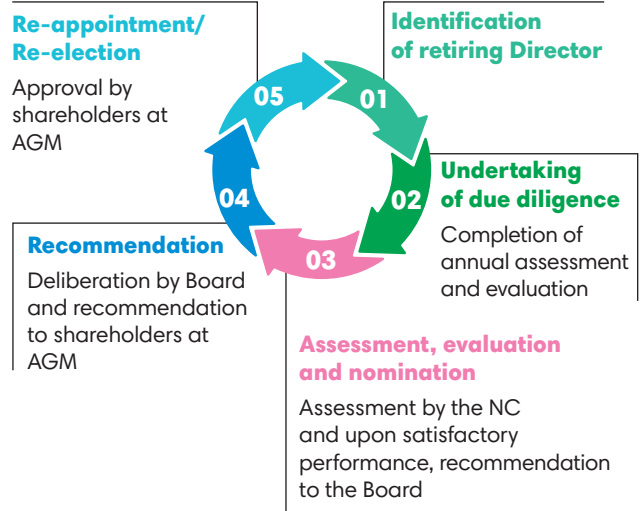 Re-appointment/
Re-election
Approval by
shareholders at
AGM
05
01
Identification
of retiring Director
02
Undertaking
of due diligence
Completion of
annual assessment
and evaluation
03
Assessment, evaluation
and nomination
Assessment by the NC
and upon satisfactory
performance, recommendation
to the Board
04
Recommendation
Deliberation by Board
and recommendation
to shareholders at
AGM